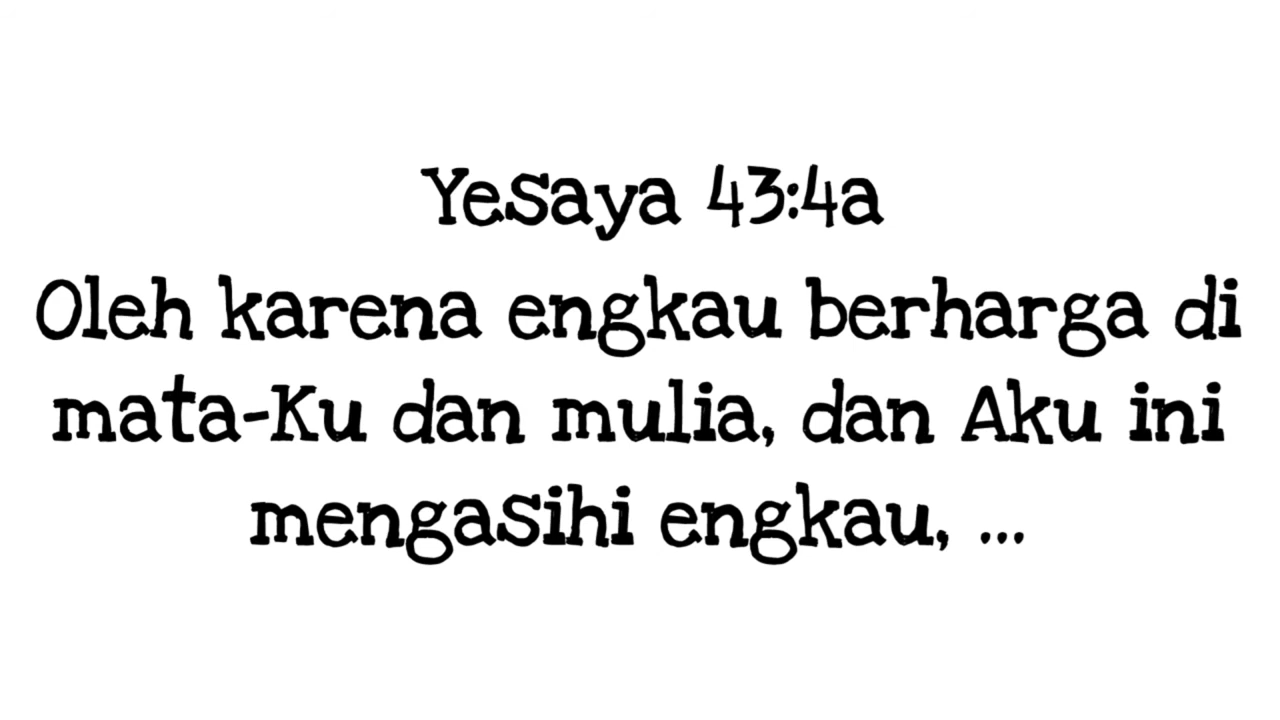 Yesaya 43:4a
Oleh karena engkau berharga di
mata-Ku dan mulia, dan Aku ini
mengasihi engkau, ...